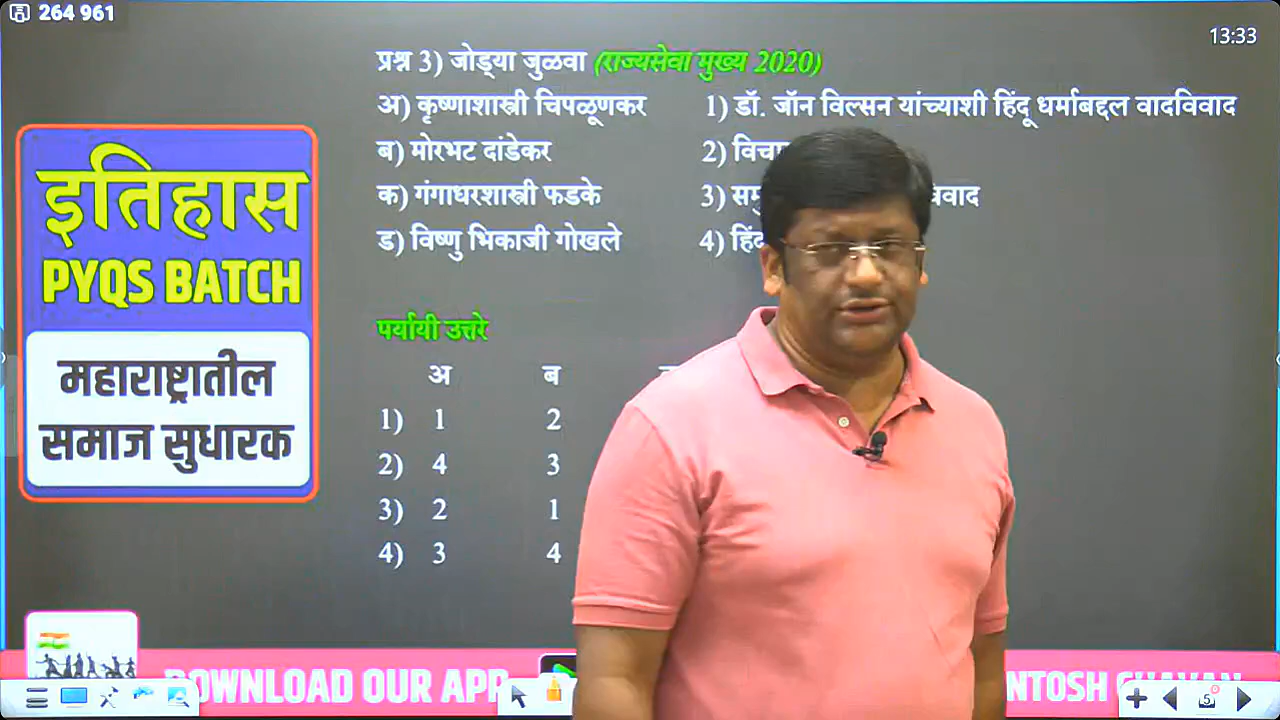 264 961
13:33
प्रश्न 3) जोड्या जुळवा (राज्यसेवा मुख्य 2020)
अ) कृष्णाशास्त्री चिपळूणकर 1) डॉ. जॉन विल्सन यांच्याशी हिंदू धर्माबद्दल वादविवाद
ब) मोरभट दांडेकर 2)
क) गंगाधरशास्त्री फडके 3)
ड) विष्णु भिकाजी गोखले 4)
पर्यायी उत्तरे
अ ब
1) 1 2
2) 4 3
3) 2 1
4) 3 4
इतिहास
PYQS BATCH
महाराष्ट्रातील
समाज सुधारक
DOWNLOAD OUR APP
5